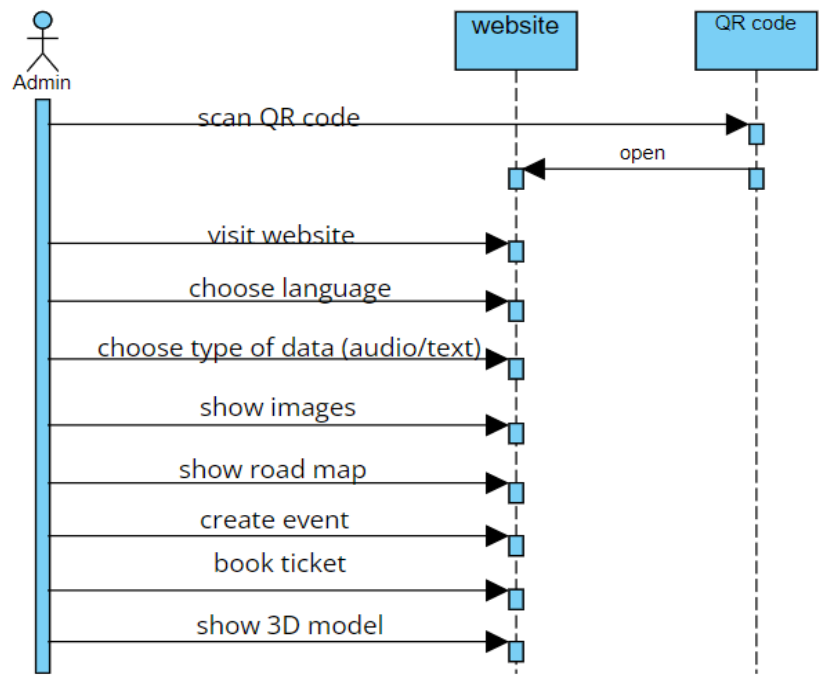 website
QR code
Admin
scan QR code
open
visit website
choose language
choose type of data (audio/text)
show images
show road map
create event
book ticket
show 3D model